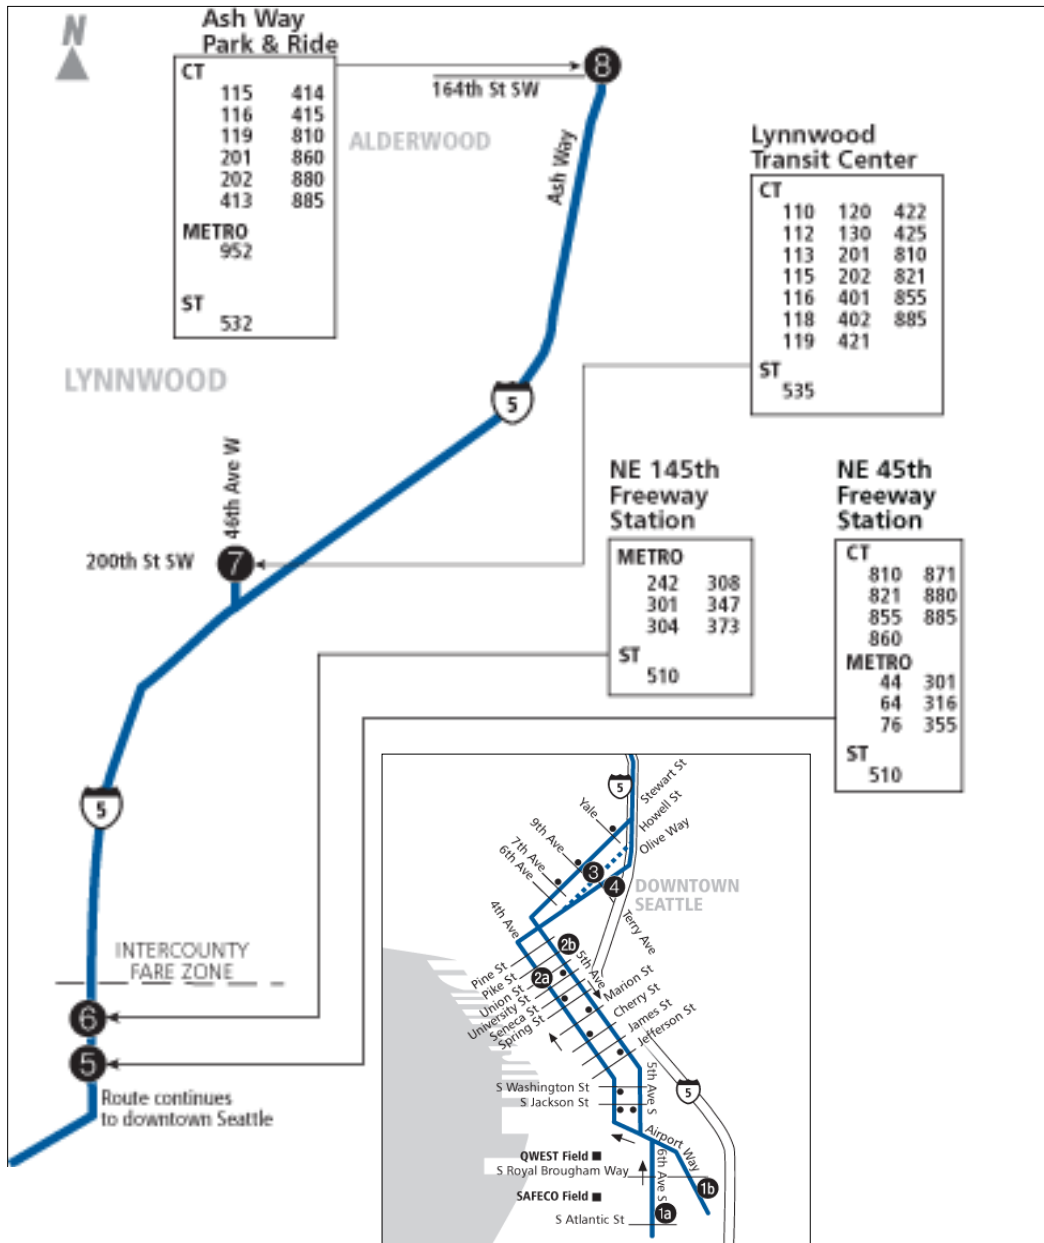 N
Ash Way
Park & Ride
CT
115 414
116 415
119 810
201 860
202 880
413 885
METRO
952
ST
532
8
164th St SW
ALDERWOOD
Ash Way
Lynnwood
Transit Center
CT
110 120 422
112 130 425
113 201 810
115 202 821
116 401 855
118 402 885
119 421
ST
535
LYNNWOOD
5
46th Ave W
200th St SW
7
NE 145th
Freeway
Station
METRO
242 308
301 347
304 373
ST
510
NE 45th
Freeway
Station
CT
810 871
821 880
855 885
860
METRO
44 301
64 316
76 355
ST
510
5
INTERCOUNTY
FARE ZONE
6
5
Route continues
to downtown Seattle
5
Stewart St
Howell St
Olive Way
Yale
9th Ave
7th Ave
6th Ave
3
4
DOWNTOWN
SEATTLE
Terry Ave
4th Ave
2b
5th Ave
2a
Pine St
Pike St
Union St
University St
Seneca St
Spring St
Marion St
Cherry St
James St
Jefferson St
S Washington St
S Jackson St
5th Ave S
5
Airport Way
QWEST Field
S Royal Brougham Way
6th Ave S
1b
SAFECO Field
1a
S Atlantic St